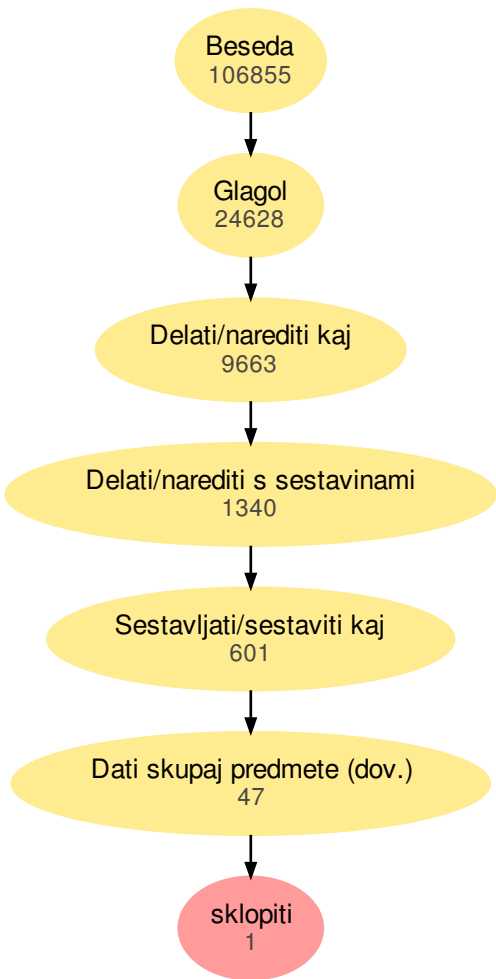 Beseda
106855
Glagol
24628
Delati/narediti kaj
9663
Delati/narediti s sestavinami
1340
Sestavljati/sestaviti kaj
601
Dati skupaj predmete (dov.)
47
sklopiti
1